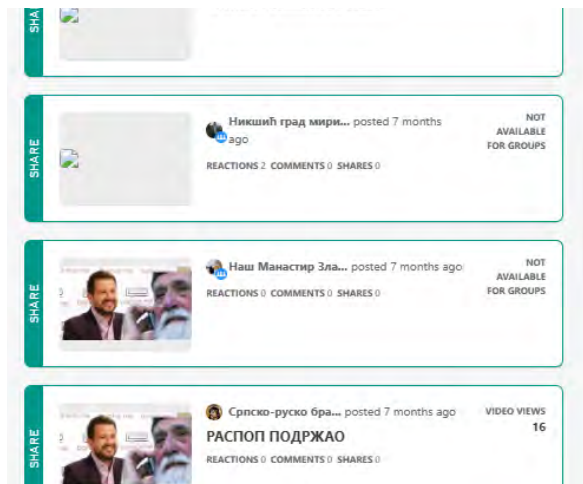 SHA
Никшић град мири... posted 7 months
ago
REACTIONS 2 COMMENTS 0 SHARES 0
NOT
AVAILABLE
FOR GROUPS
SHARE
Наш Манастир Зла... posted 7 months ago
REACTIONS 0 COMMENTS 0 SHARES 0
NOT
AVAILABLE
FOR GROUPS
SHARE
Српско-руско бра... posted 7 months ago
РАСПОП ПОДРЖАО
REACTIONS 0 COMMENTS 0 SHARES 0
VIDEO VIEWS
16
SHARE